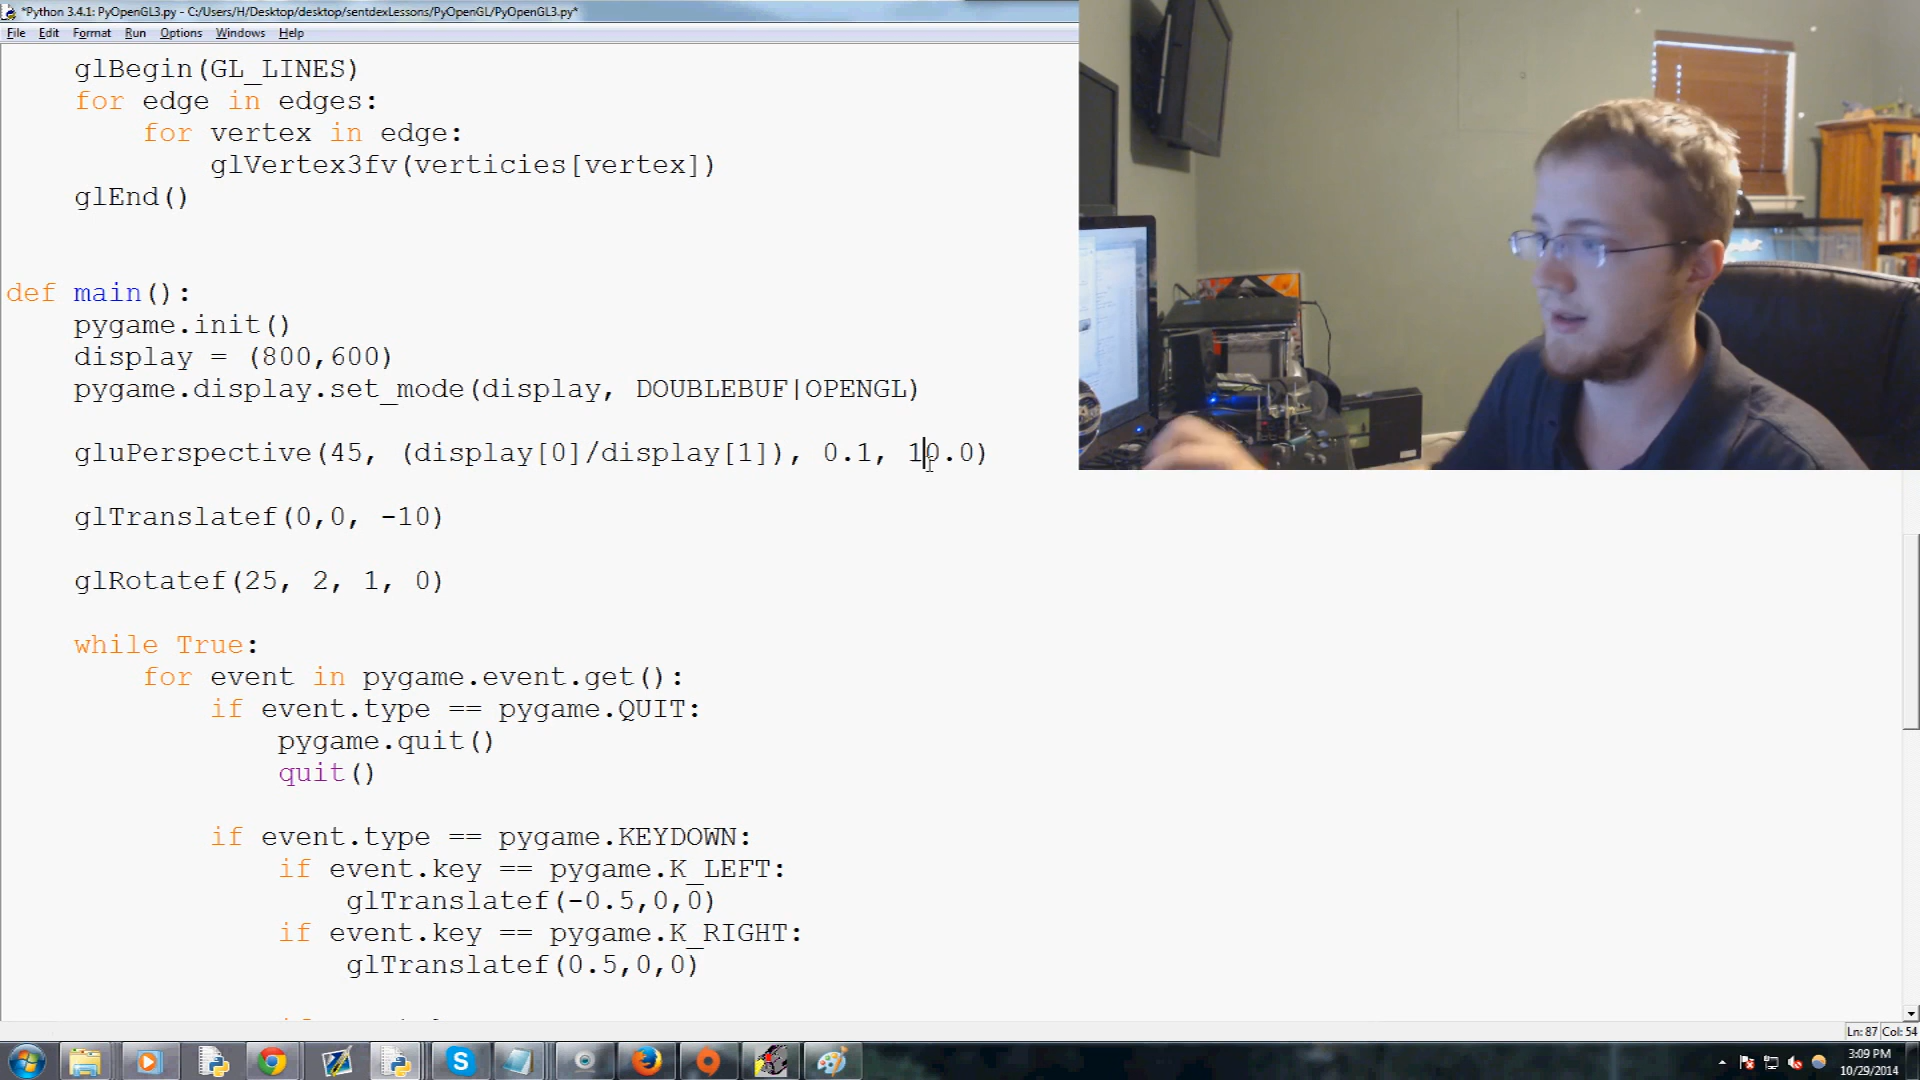 *Python 3.4.1: PyOpenGL3.py - C:/Users/H/Desktop/desktop/sentdexLessons/PyOpenGL/PyOpenGL3.py*
File Edit Format Run Options Windows Help
glBegin(GL_LINES)
for edge in edges:
for vertex in edge:
glVertex3fv(verticies[vertex])
glEnd()
def main():
pygame.init()
display = (800,600)
pygame.display.set_mode(display, DOUBLEBUF|OPENGL)
gluPerspective(45, (display[0]/display[1]), 0.1, 10.0)
glTranslatef(0,0, -10)
glRotatef(25, 2, 1, 0)
while True:
for event in pygame.event.get():
if event.type == pygame.QUIT:
pygame.quit()
quit()
if event.type == pygame.KEYDOWN:
if event.key == pygame.K_LEFT:
glTranslatef(-0.5,0,0)
if event.key == pygame.K_RIGHT:
glTranslatef(0.5,0,0)
Ln: 87 Col: 54
3:09 PM
10/29/2014